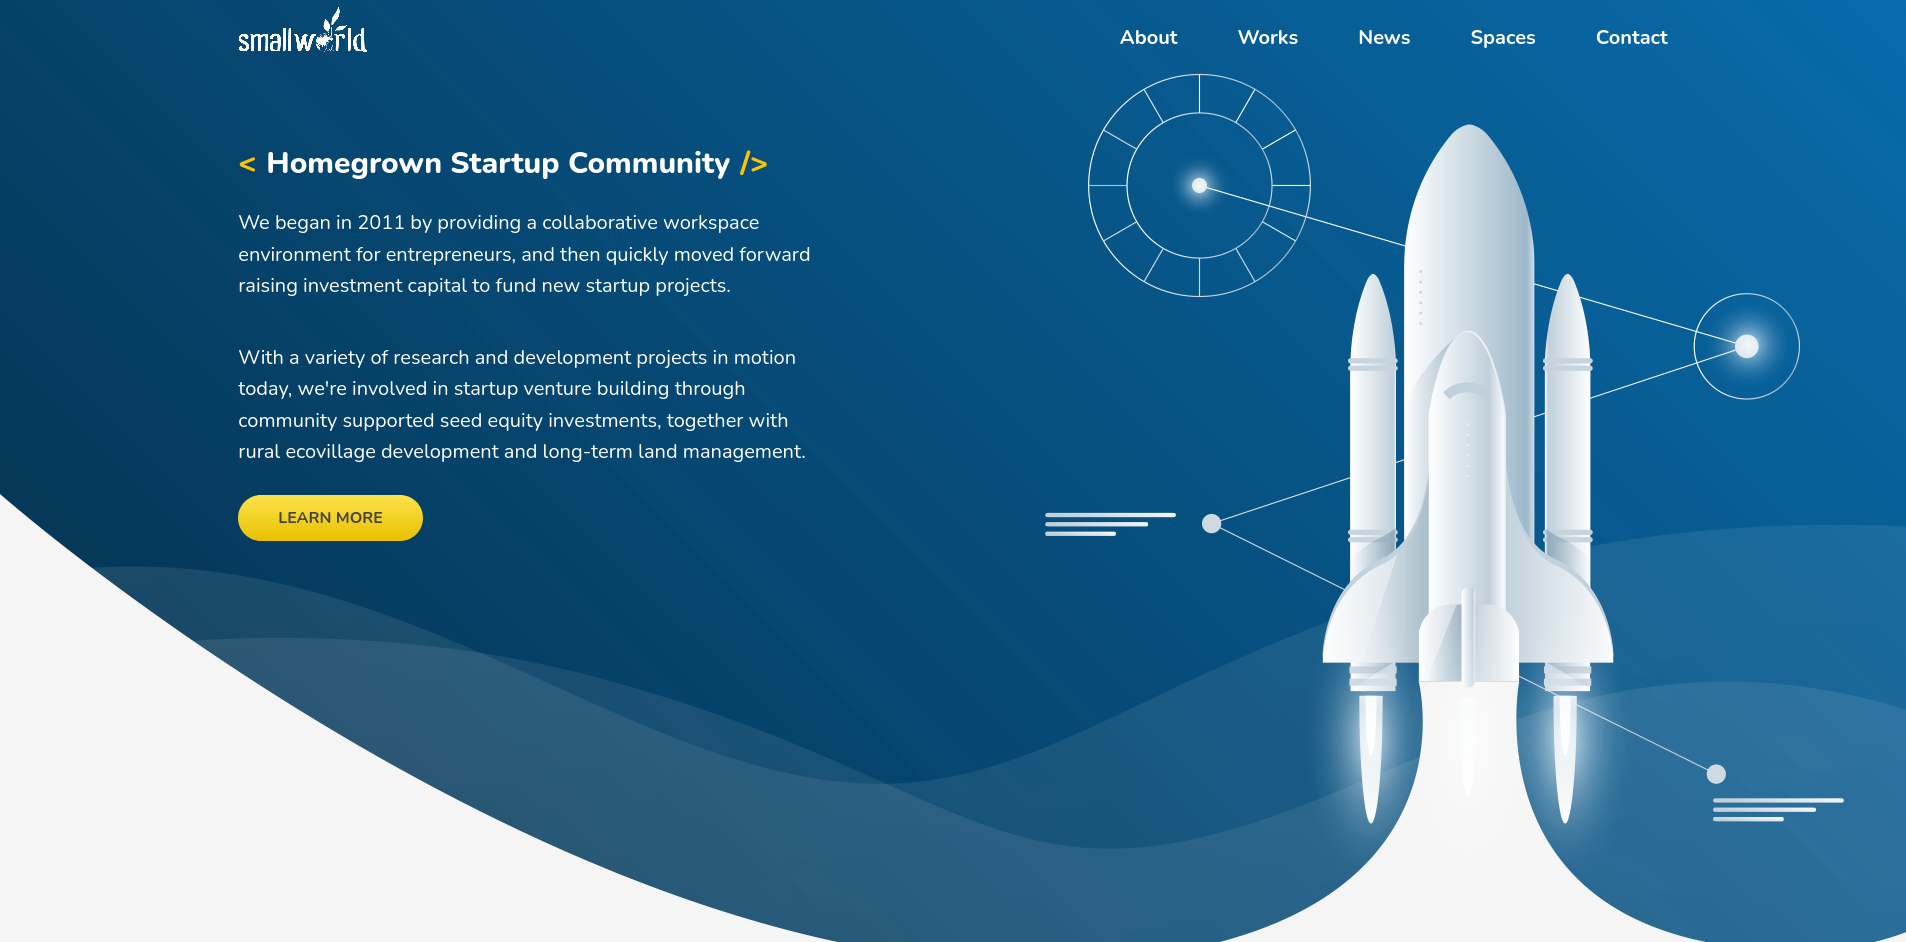 smallworld
About Works News Spaces Contact
< Homegrown Startup Community />
We began in 2011 by providing a collaborative workspace
environment for entrepreneurs, and then quickly moved forward
raising investment capital to fund new startup projects.
With a variety of research and development projects in motion
today, we're involved in startup venture building through
community supported seed equity investments, together with
rural ecovillage development and long-term land management.
LEARN MORE